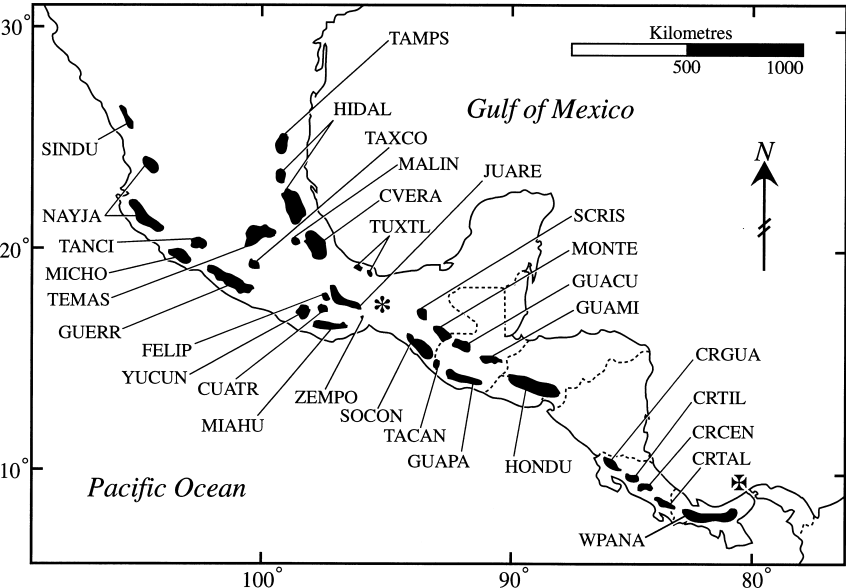 30°
TAMPS
Kilometres
500 1000
HIDAL
Gulf of Mexico
TAXCO
SINDU
MALIN
N
JUARE
CVERA
NAYJA
TUXTL
SCRIS
TANCI
20°
MONTE
MICHO
GUACU
TEMAS
GUAMI
GUERR
FELIP
CRGUA
YUCUN
CUATR
ZEMPO
CRTIL
SOCON
MIAHU
TACAN
CRCEN
GUAPA
CRTAL
HONDU
10°
Pacific Ocean
WPANA
100° 90° 80°